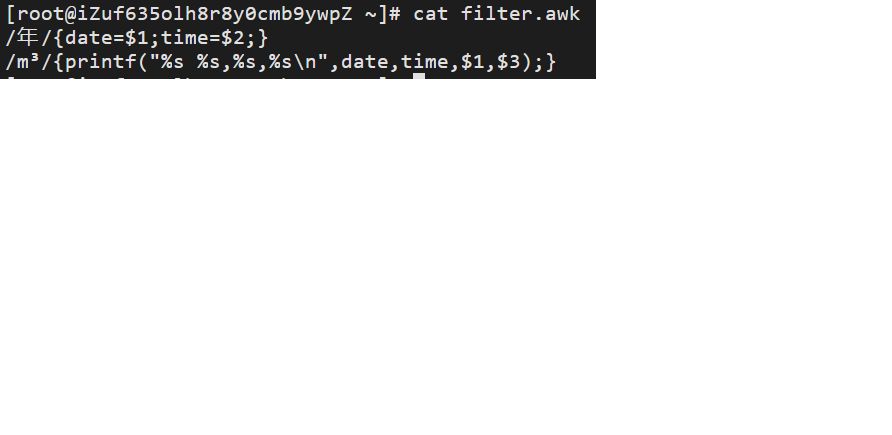 [root@iZuf635olh8r8y0cmb9ywpZ ~]# cat filter.awk
/年/{date=$1;time=$2;}
/m³/{printf("%s %s,%s,%s\n",date,time,$1,$3);}